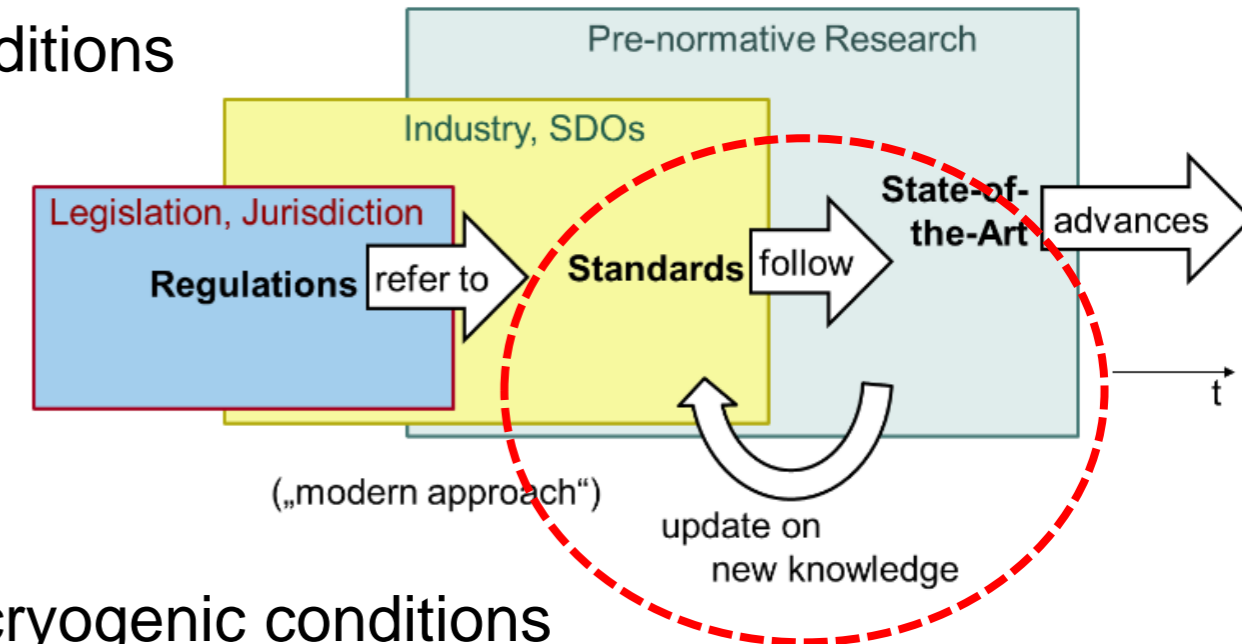 ditions
Pre-normative Research
Industry, SDOs
Legislation, Jurisdiction
State-of-
the-Art
advances
Regulations
refer to
Standards
follow
t
(„modern approach“)
update on
new knowledge
cryogenic conditions